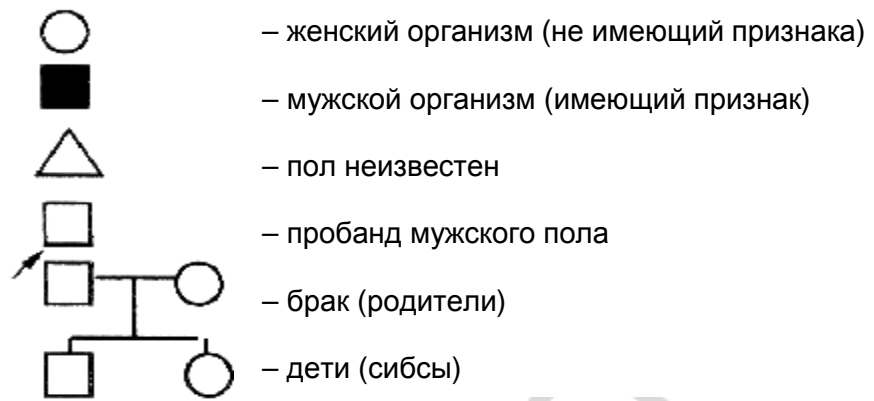 – женский организм (не имеющий признака)
– мужской организм (имеющий признак)
– пол неизвестен
– пробанд мужского пола
– брак (родители)
– дети (сибсы)